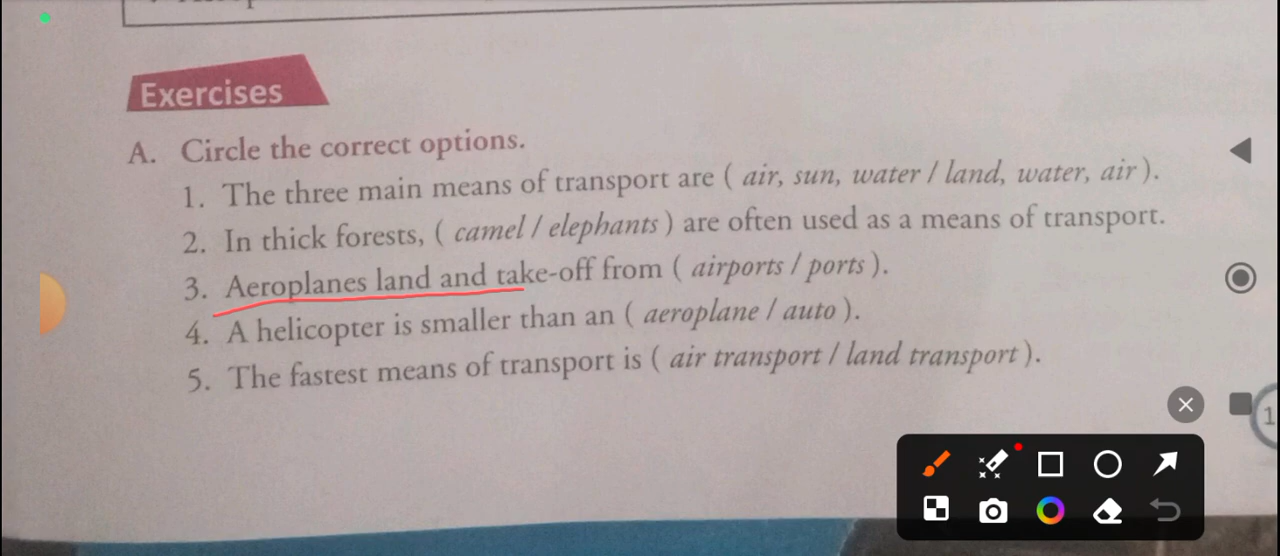 Exercises
A. Circle the correct options.
1. The three main means of transport are ( air, sun, water / land, water, air ).
2. In thick forests, ( camel / elephants ) are often used as a means of transport.
3. Aeroplanes land and take-off from ( airports / ports ).
4. A helicopter is smaller than an ( aeroplane / auto ).
5. The fastest means of transport is ( air transport / land transport ).